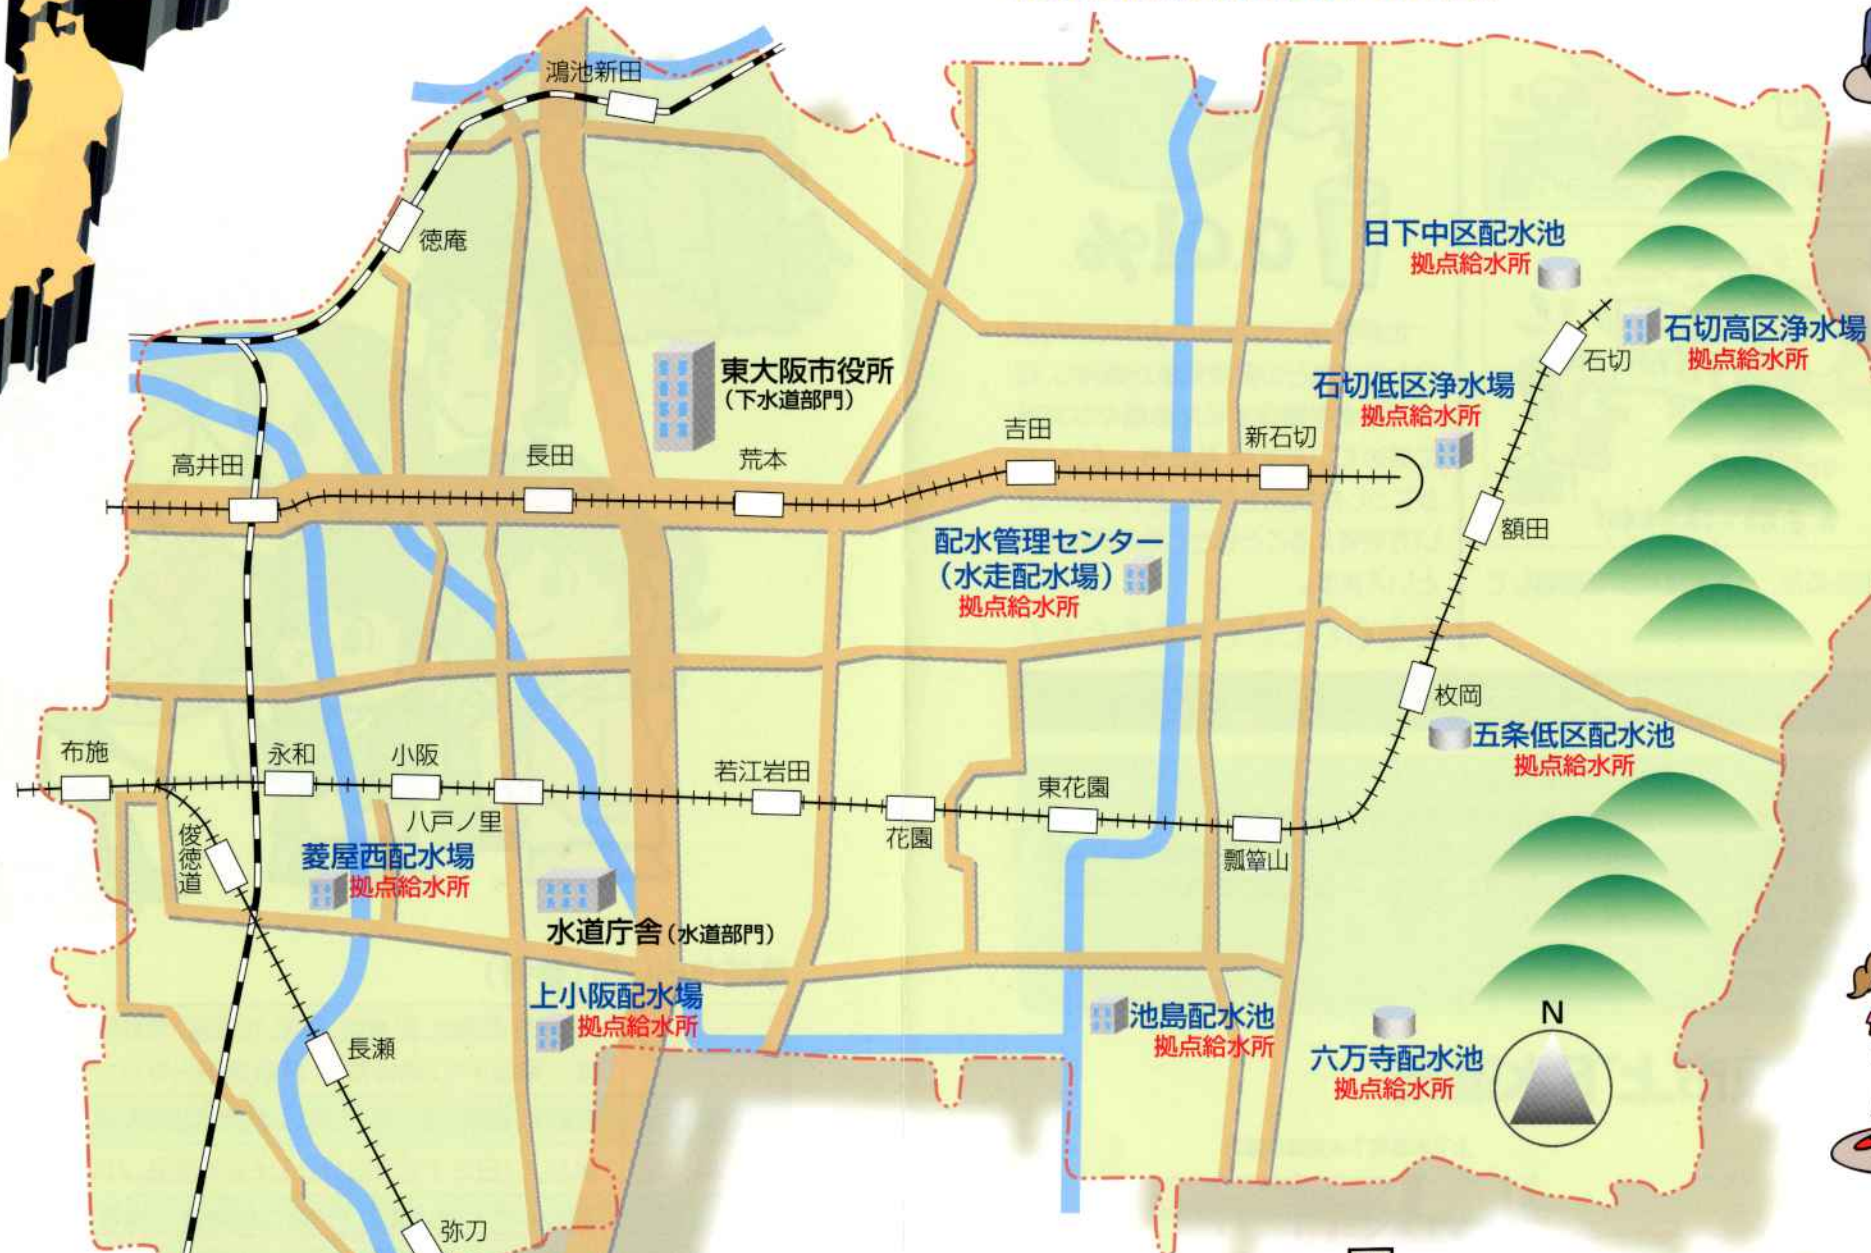 鴻池新田
徳庵
日下中区配水池
拠点給水所
石切高区浄水場
拠点給水所
石切
東大阪市役所
(下水道部門)
石切低区浄水場
拠点給水所
高井田
長田
荒本
吉田
新石切
額田
配水管理センター
(水走配水場)
拠点給水所
枚岡
五条低区配水池
拠点給水所
布施
永和
小阪
八戸ノ里
若江岩田
花園
東花園
瓢簞山
俊徳道
菱屋西配水場
拠点給水所
水道庁舎(水道部門)
上小阪配水場
拠点給水所
池島配水池
拠点給水所
六万寺配水池
拠点給水所
N
長瀬
弥刀